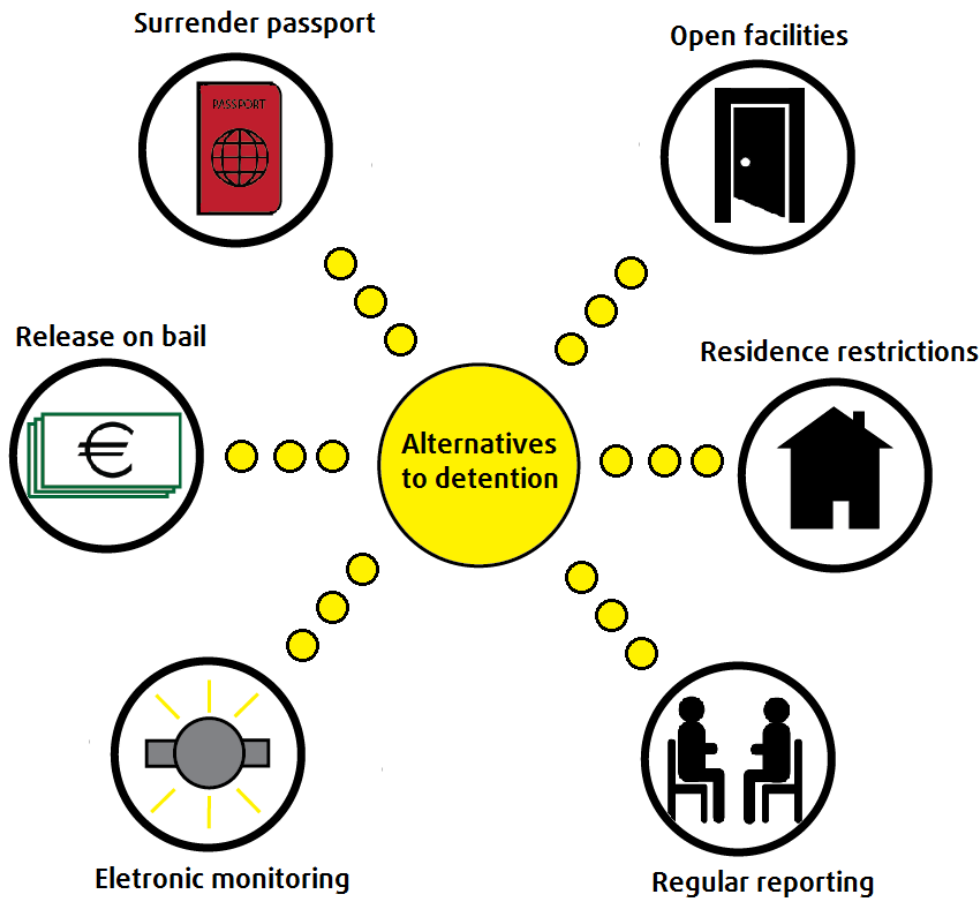 Surrender passport
Open facilities
PASSPORT
Release on bail
€
Residence restrictions
Alternatives
to detention
Eletronic monitoring
Regular reporting